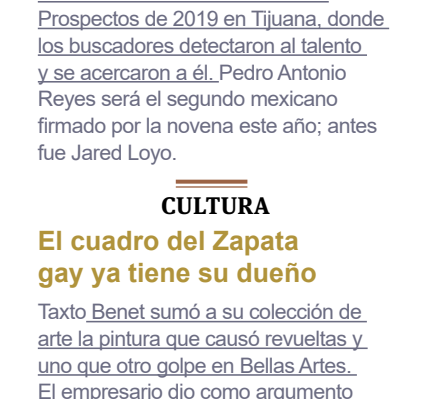 Prospectos de 2019 en Tijuana, donde
los buscadores detectaron al talento
y se acercaron a él. Pedro Antonio
Reyes será el segundo mexicano
firmado por la novena este año; antes
fue Jared Loyo.
CULTURA
El cuadro del Zapata
gay ya tiene su dueño
Taxto Benet sumó a su colección de
arte la pintura que causó revueltas y
uno que otro golpe en Bellas Artes.
El empresario dio como argumento